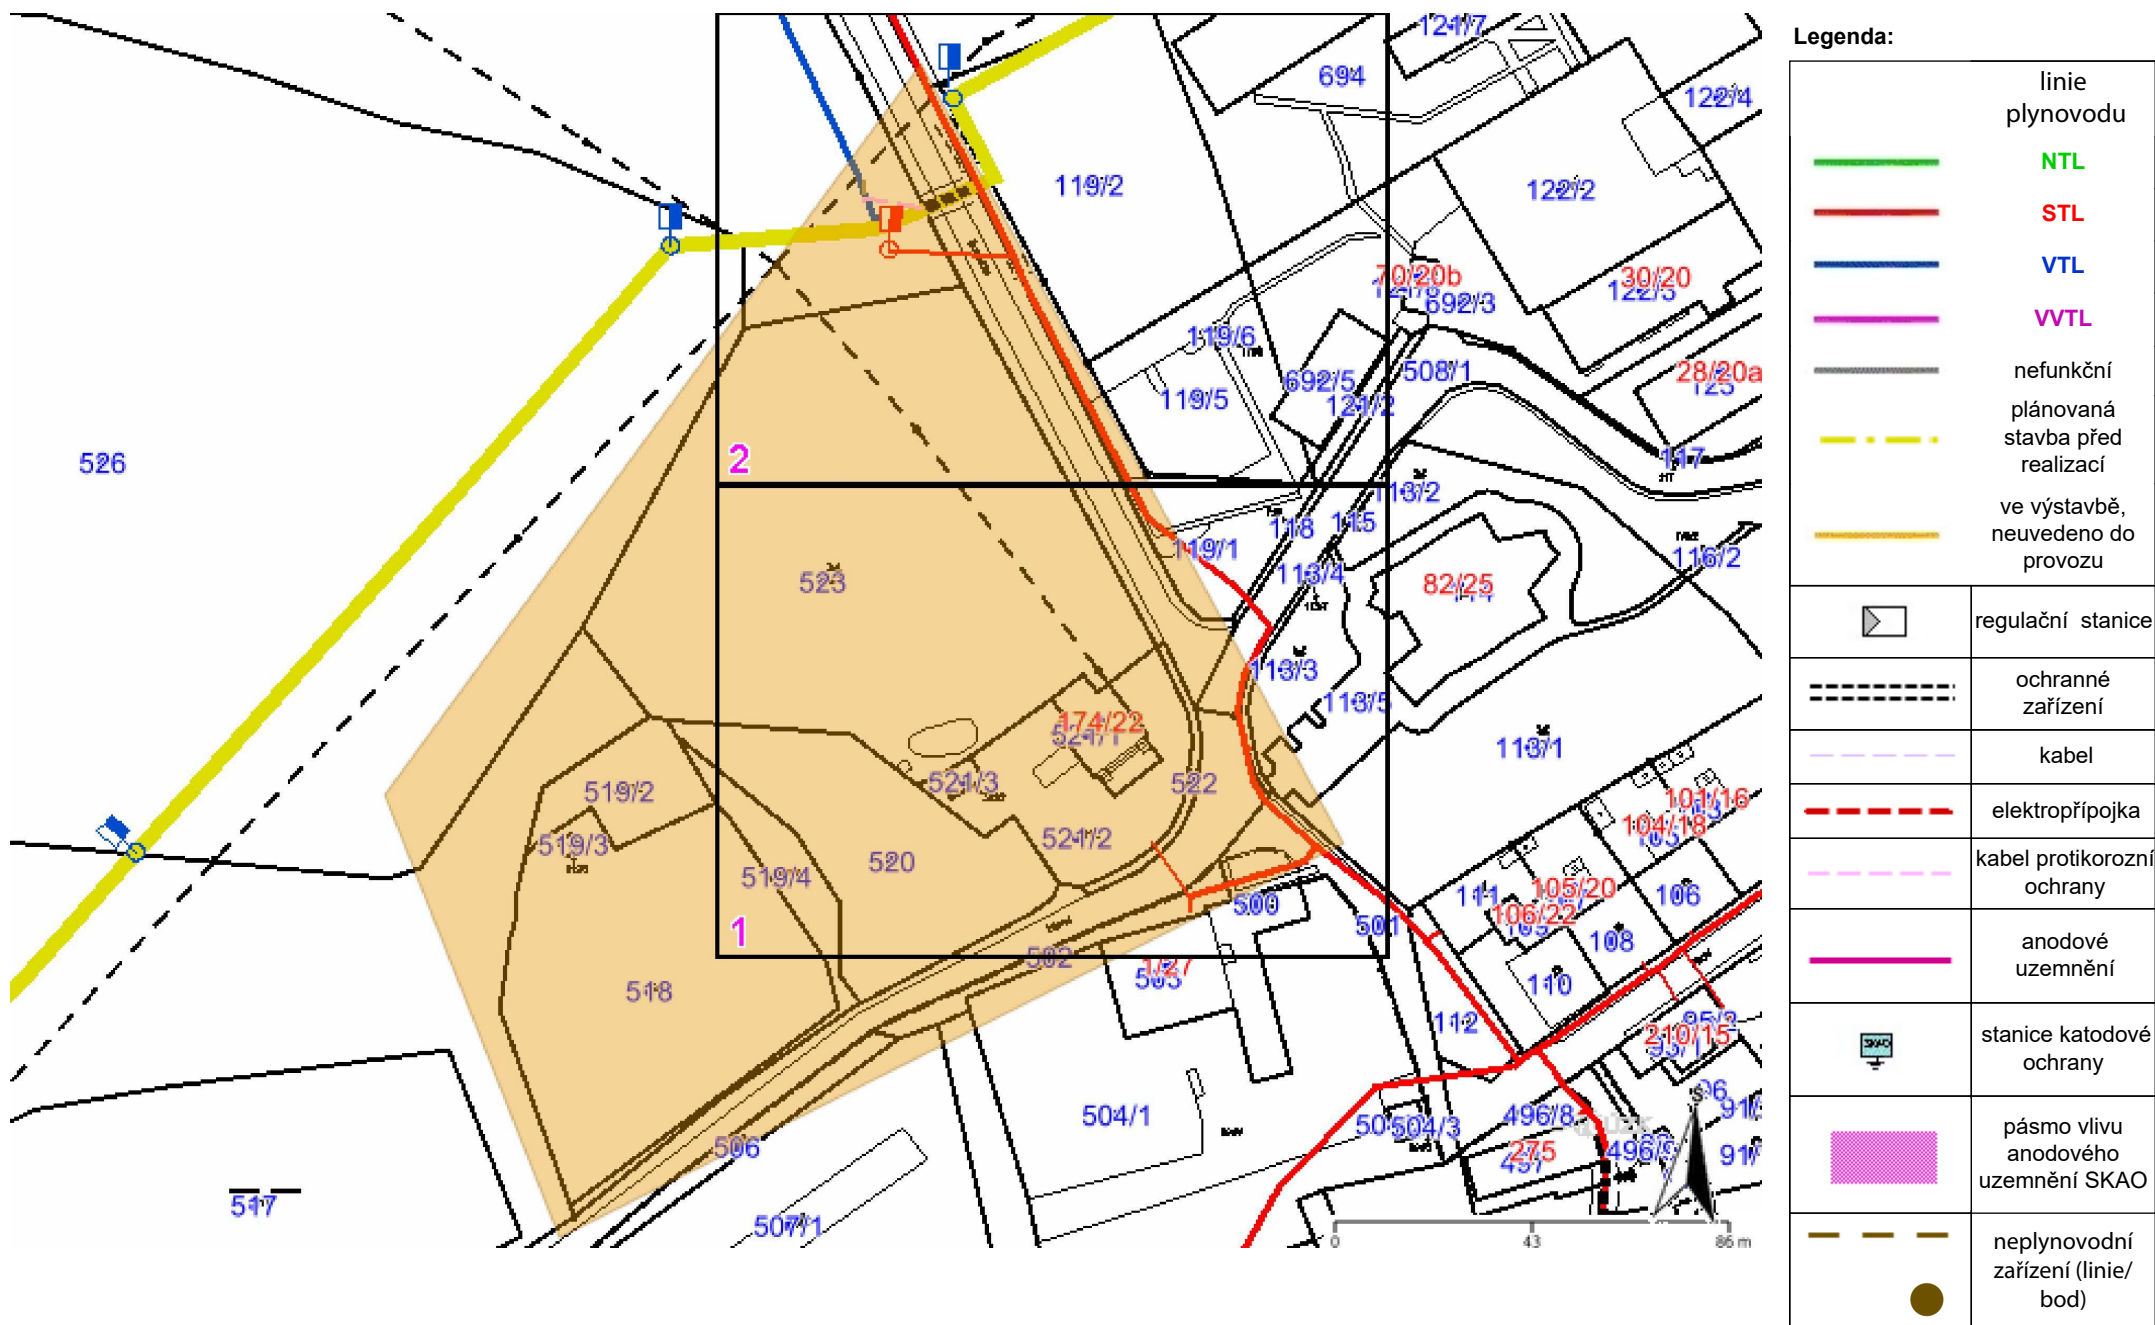 Legenda:
linie
plynovodu
NTL
STL
VTL
VVTL
nefunkční
plánovaná
stavba před
realizací
ve výstavbě,
neuvedeno do
provozu
regulační stanice
ochranné
zařízení
kabel
elektropřípojka
kabel protikorozní
ochrany
anodové
uzemnění
stanice katodové
ochrany
pásmo vlivu
anodového
uzemnění SKAO
neplynovodní
zařízení (linie/
bod)
121/7
694
122/4
119/2
122/2
70/20b
30/20
692/3
119/6
692/5
508/1
28/20a
119/5
121/2
526
2
117
113/2
118
115
119/1
116/2
523
113/4
82/25
113/3
113/5
174/22
521/1
113/1
519/2
521/3
522
101/16
519/3
521/2
104/18
520
519/4
111
105/20
106
500
106/22
1
501
108
502
1/27
518
110
112
210/15
504/1
496/8
504/3
506
275
517
507/1
S
0
43
86 m